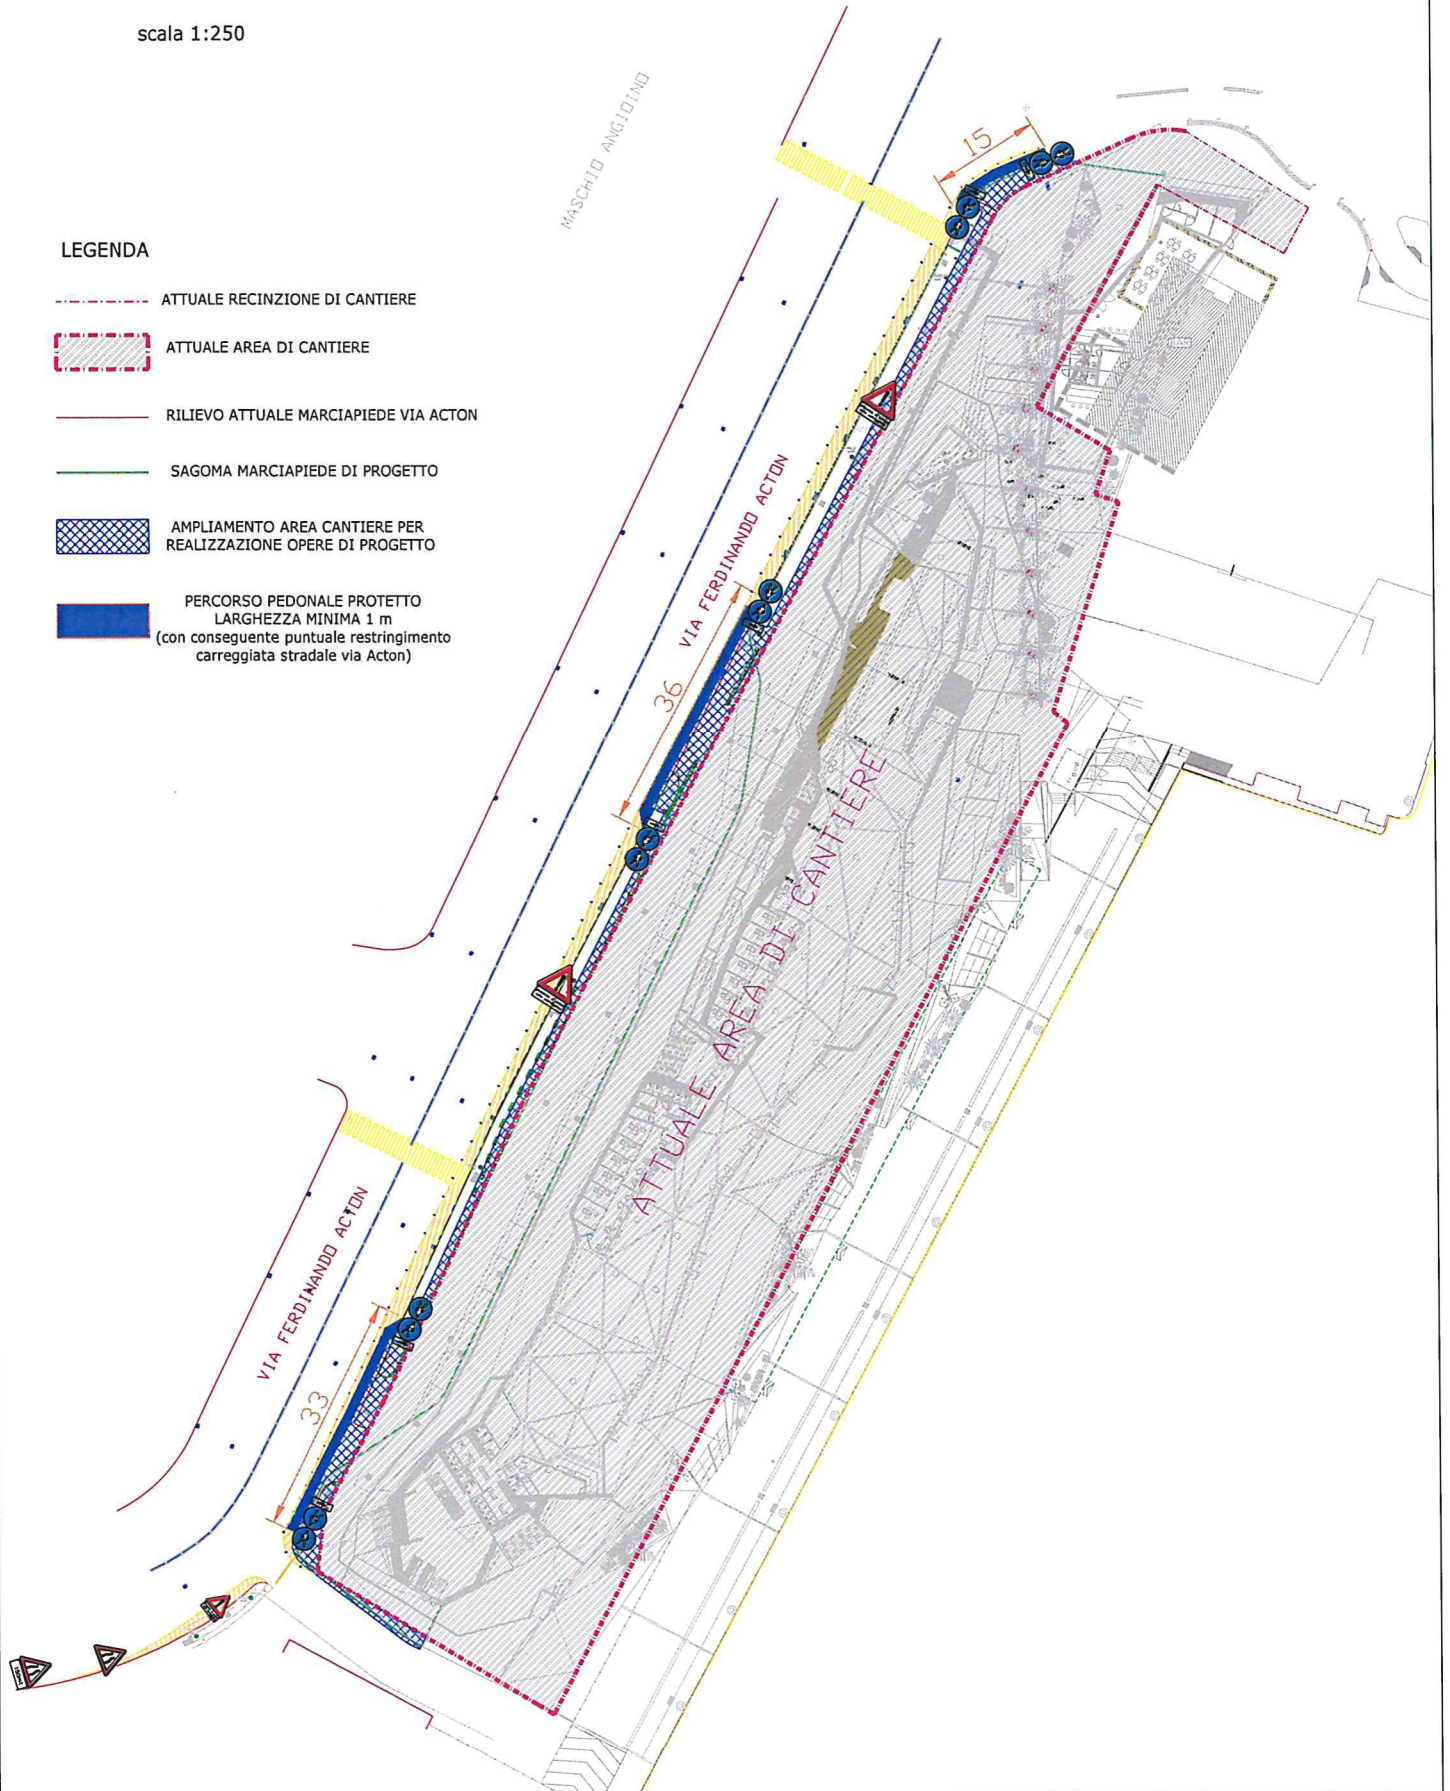 scala 1:250
MASCHIO ANGIOINO
15
LEGENDA
ATTUALE RECINZIONE DI CANTIERE
ATTUALE AREA DI CANTIERE
RILIEVO ATTUALE MARCIAPIEDE VIA ACTON
SAGOMA MARCIAPIEDE DI PROGETTO
AMPLIAMENTO AREA CANTIERE PER
REALIZZAZIONE OPERE DI PROGETTO
PERCORSO PEDONALE PROTETTO
LARGHEZZA MINIMA 1 m
(con conseguente puntuale restringimento
carreggiata stradale via Acton)
VIA FERDINANDO ACTON
36
ATTUALE AREA DI CANTIERE
VIA FERDINANDO ACTON
33